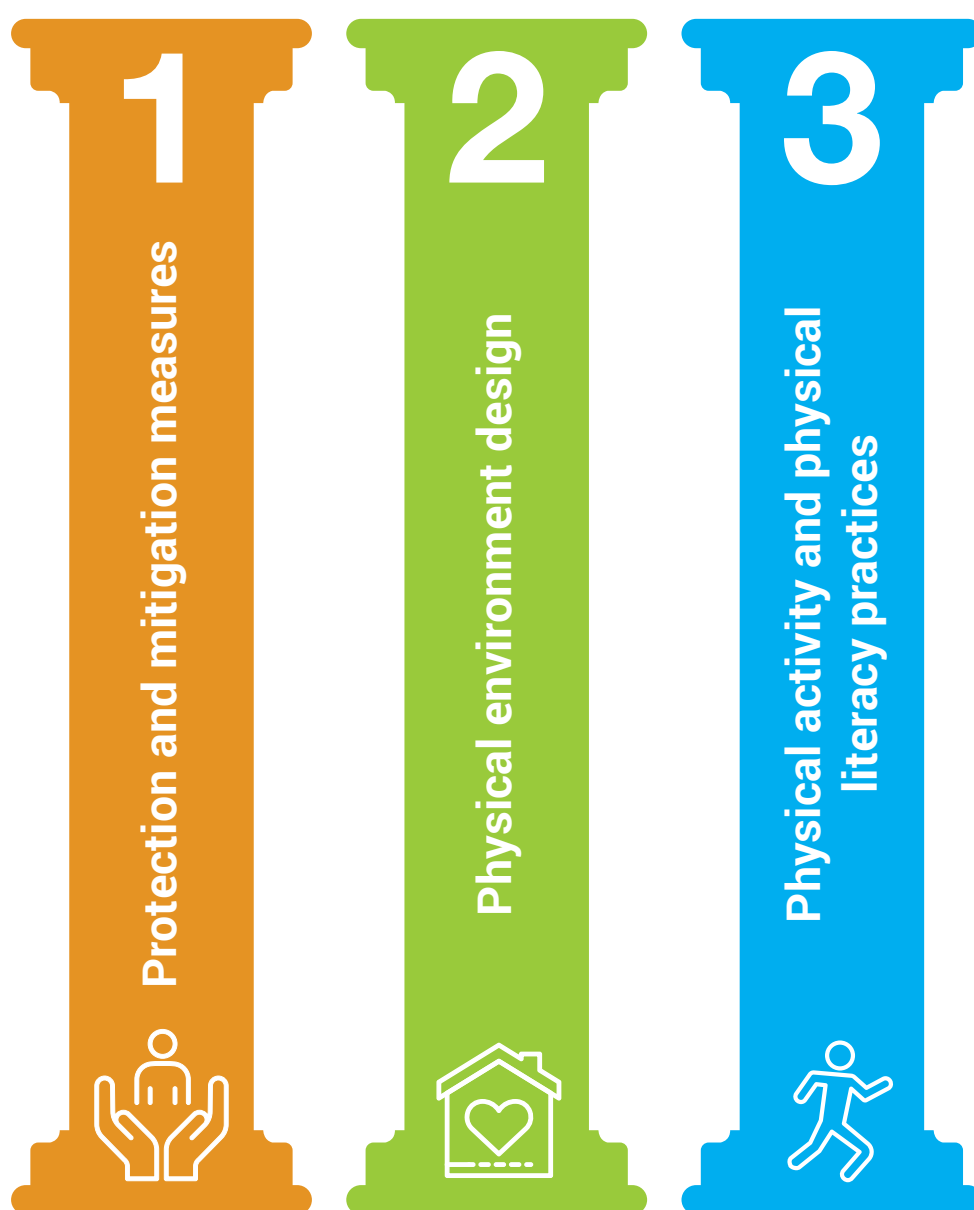 1
Protection and mitigation measures
2
Physical environment design
3
Physical activity and physical
literacy practices